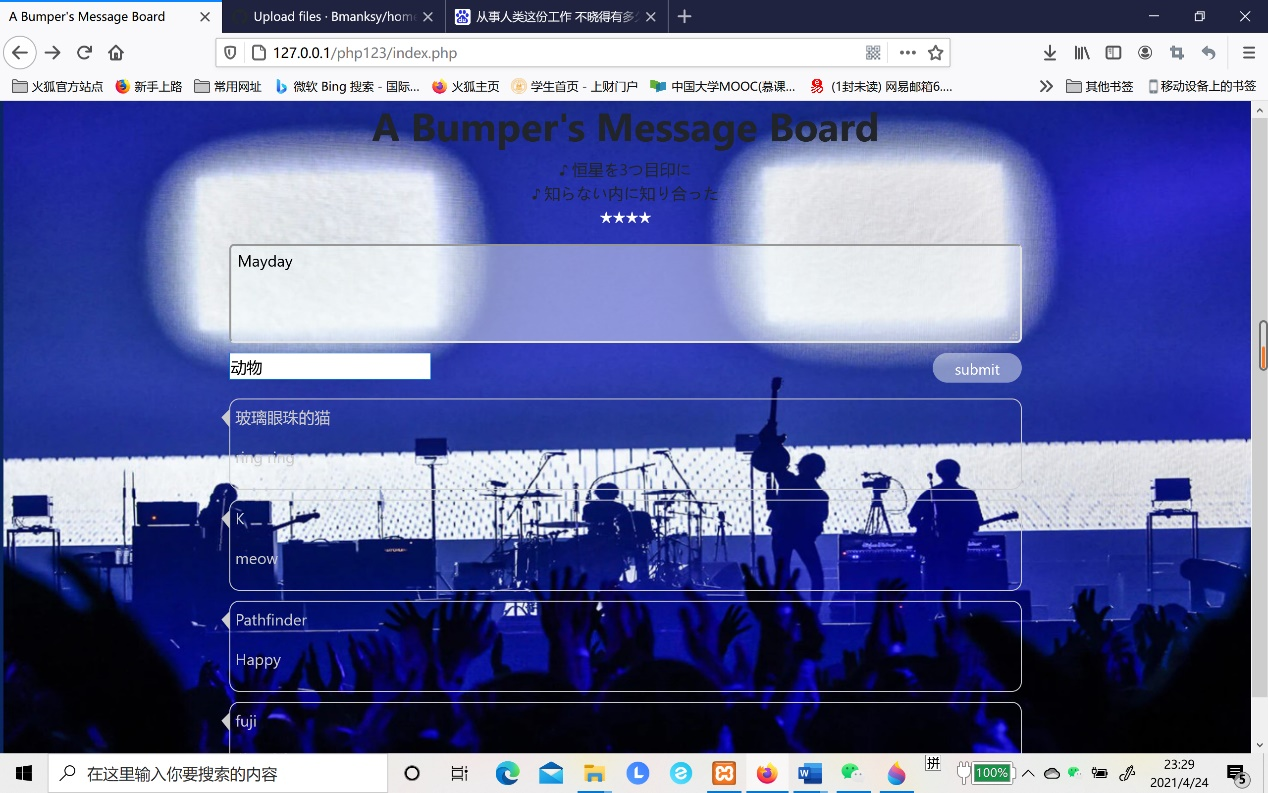 A Bumper's Message Board
Upload files · Bmanksy/hom
从事人类这份工作 不晓得有多
127.0.0.1/php123/index.php
火狐官方站点
新手上路
常用网址
微软 Bing 搜索 - 国际...
火狐主页
学生首页 - 上财门户
中国大学MOOC(慕课...
(1封未读) 网易邮箱6....
其他书签
移动设备上的书签
A Bumper's Message Board
♪ 恒星を3つ目印に
♪ 知らない内に知り合った
★★★★
Mayday
动物
submit
玻璃眼珠的猫
ring ring
K
meow
Pathfinder
Happy
fuji
在这里输入你要搜索的内容
拼
100%
23:29
2021/4/24
5